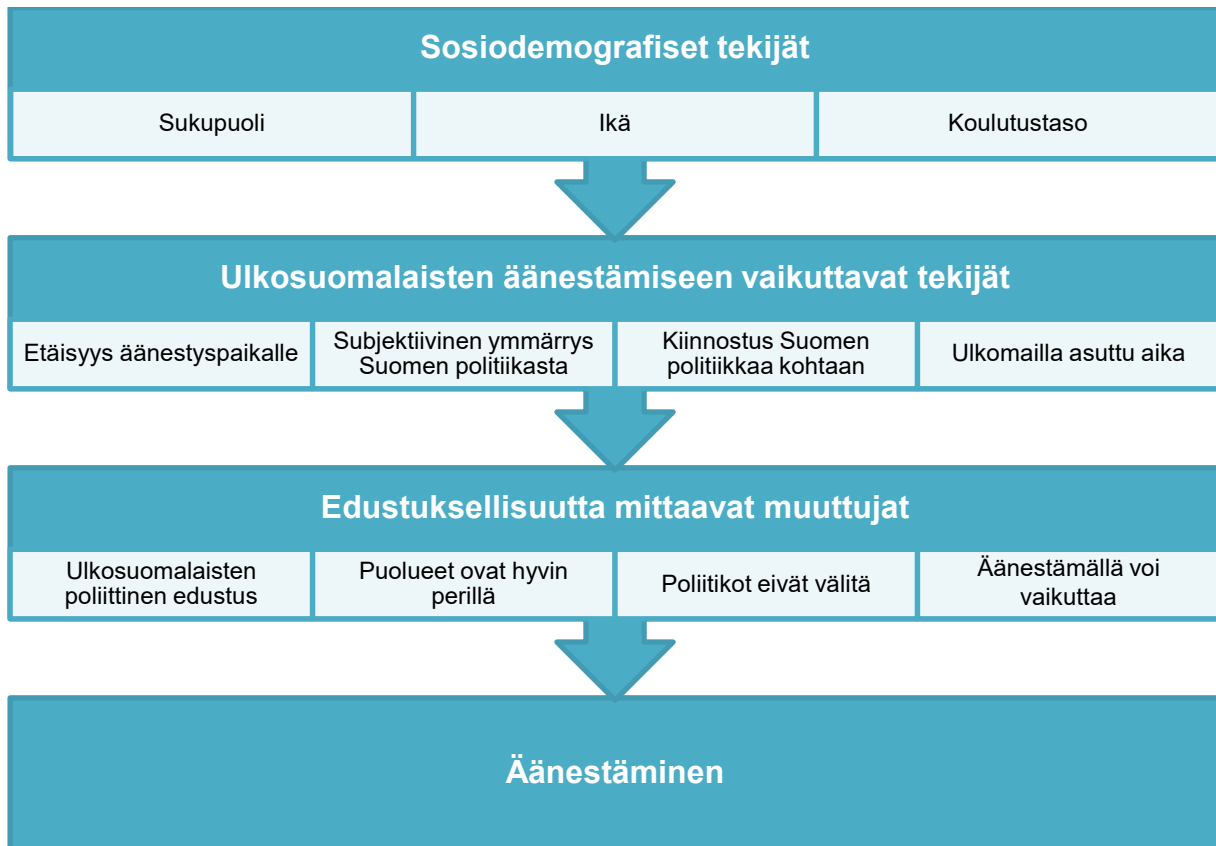 Sosiodemografiset tekijät
Sukupuoli
Ikä
Koulutustaso
Ulkosuomalaisten äänestämiseen vaikuttavat tekijät
Etäisyys äänestyspaikalle
Subjektiivinen ymmärrys
Suomen politiikasta
Kiinnostus Suomen
politiikkaa kohtaan
Ulkomailla asuttu aika
Edustuksellisuutta mittaavat muuttujat
Ulkosuomalaisten
poliittinen edustus
Puolueet ovat hyvin
perillä
Poliitikot eivät välitä
Äänestämällä voi
vaikuttaa
Äänestäminen